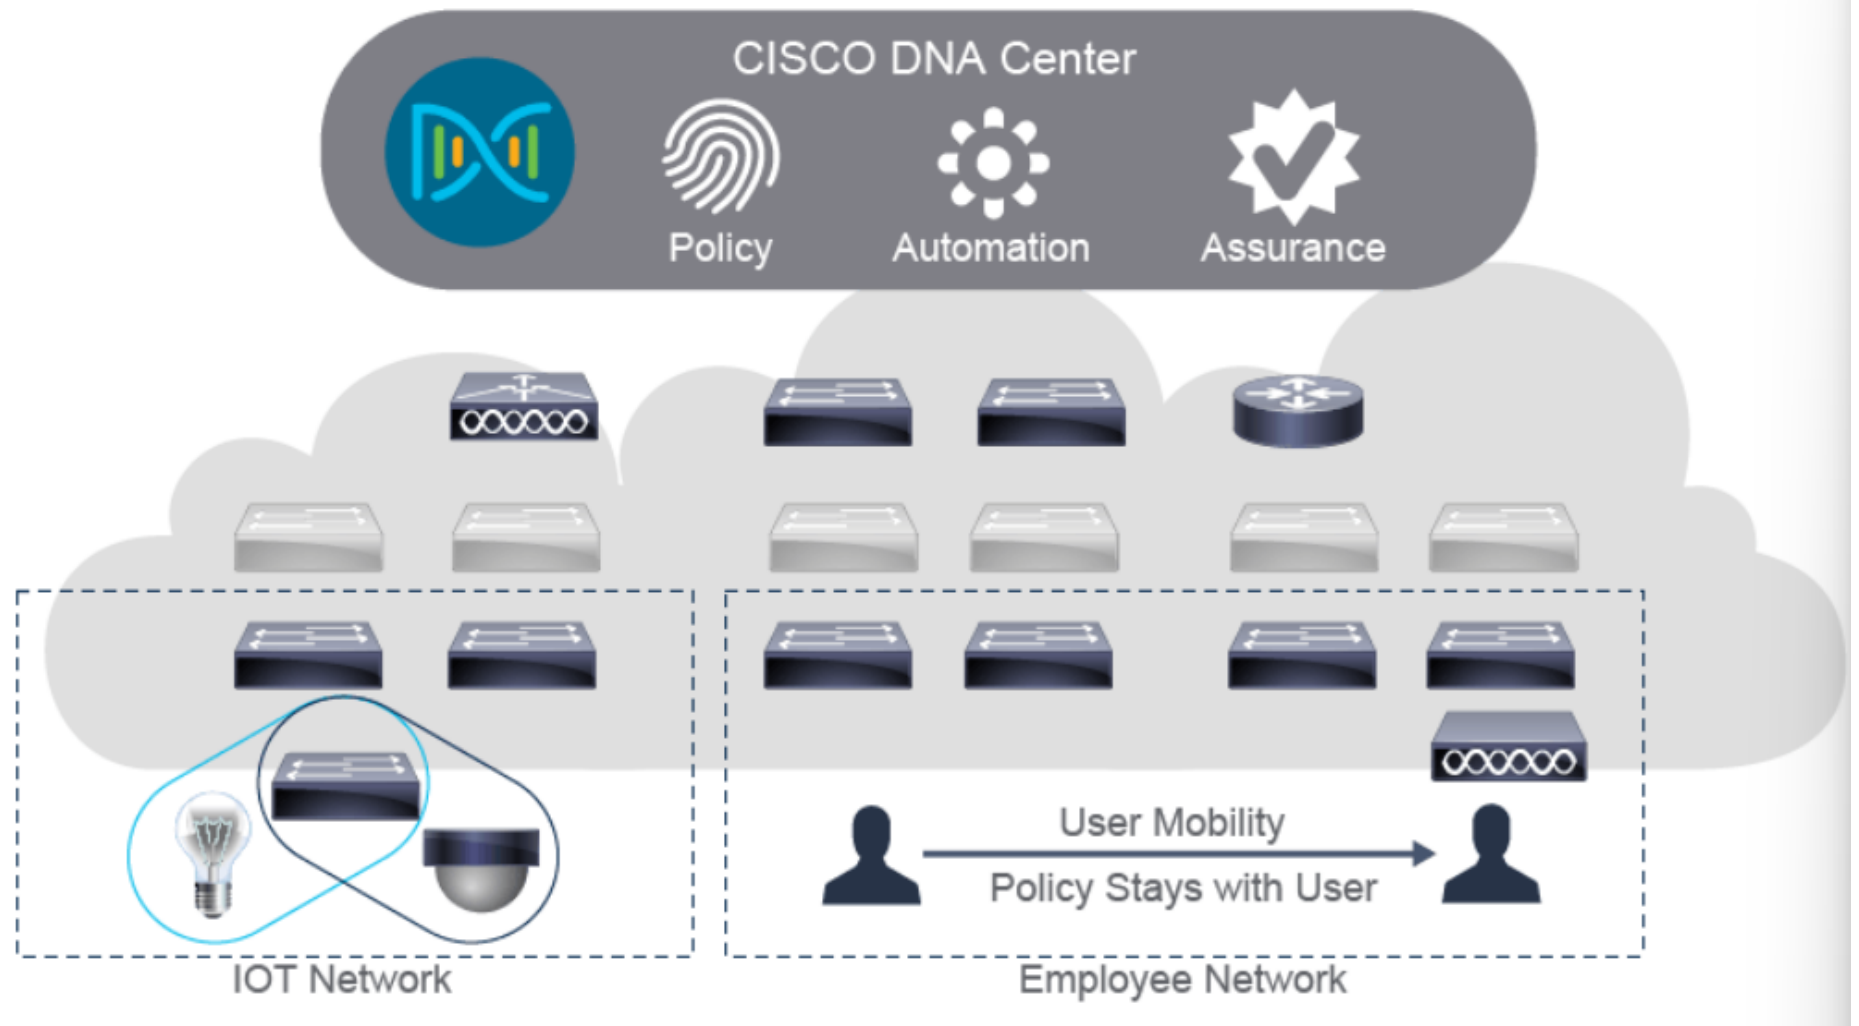 CISCO DNA Center
Policy
Automation
Assurance
User Mobility
Policy Stays with User
IOT Network
Employee Network